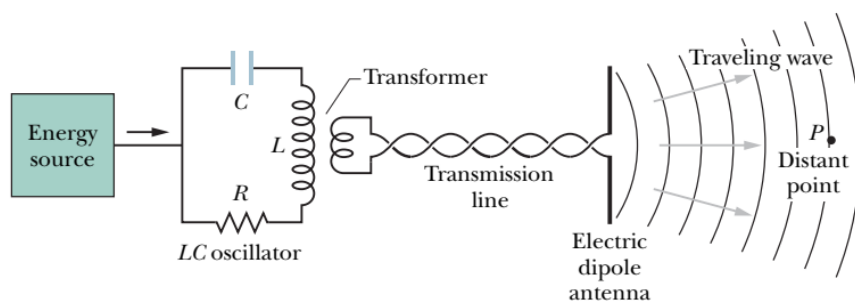 Energy
source
C
L
R
LC oscillator
Transformer
Transmission
line
Electric
dipole
antenna
Traveling wave
P
Distant
point